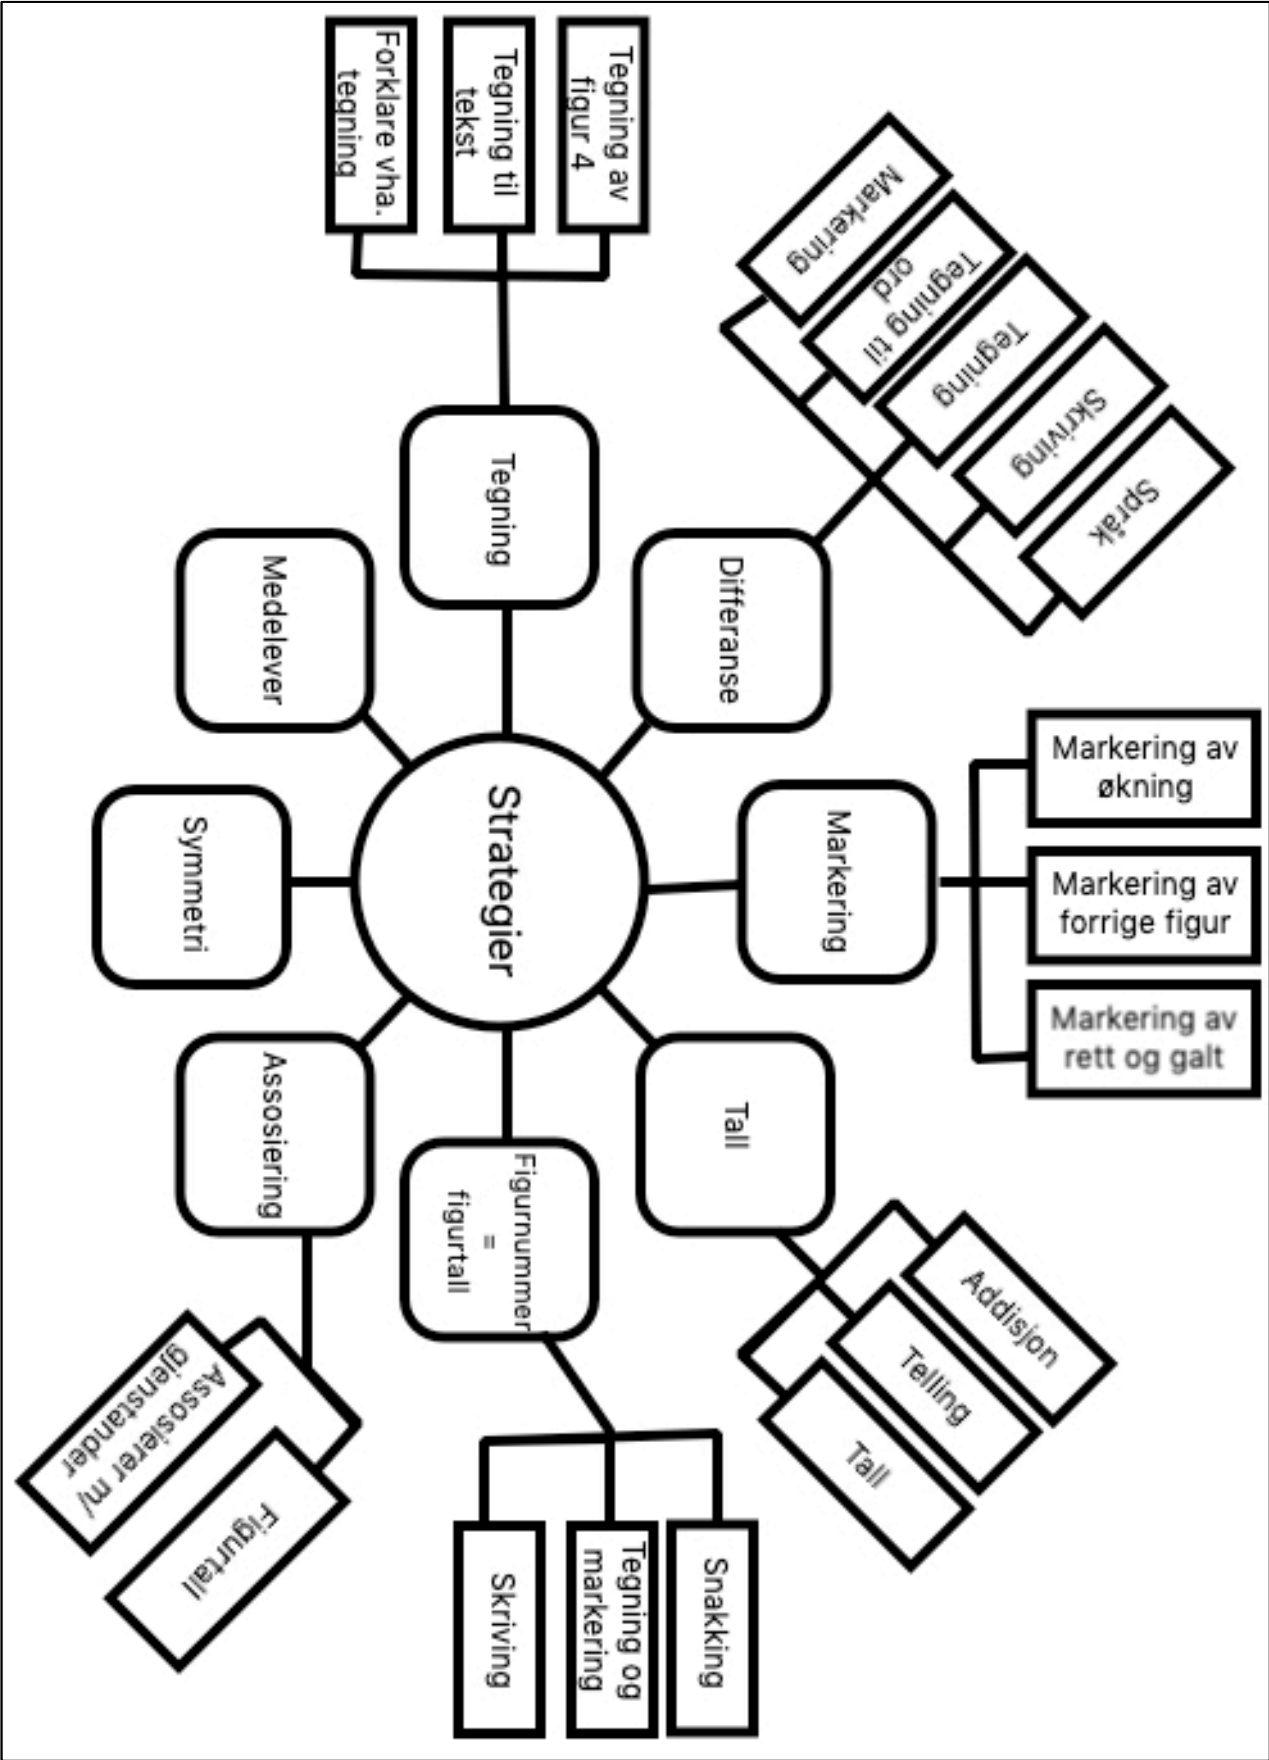 Strategier
Tegning
Tegning av
figur 4
Tegning til
tekst
Forklare vha.
tegning
Differanse
Markering
Tegning til
ord
Tegning
Skriving
Språk
Markering
Markering av
økning
Markering av
forrige figur
Markering av
rett og galt
Tall
Addisjon
Telling
Tall
Figurnummer
=
figurtall
Snakking
Tegning og
markering
Skriving
Assosiering
Assosierer m/
gjenstander
Figurtall
Symmetri
Medelever